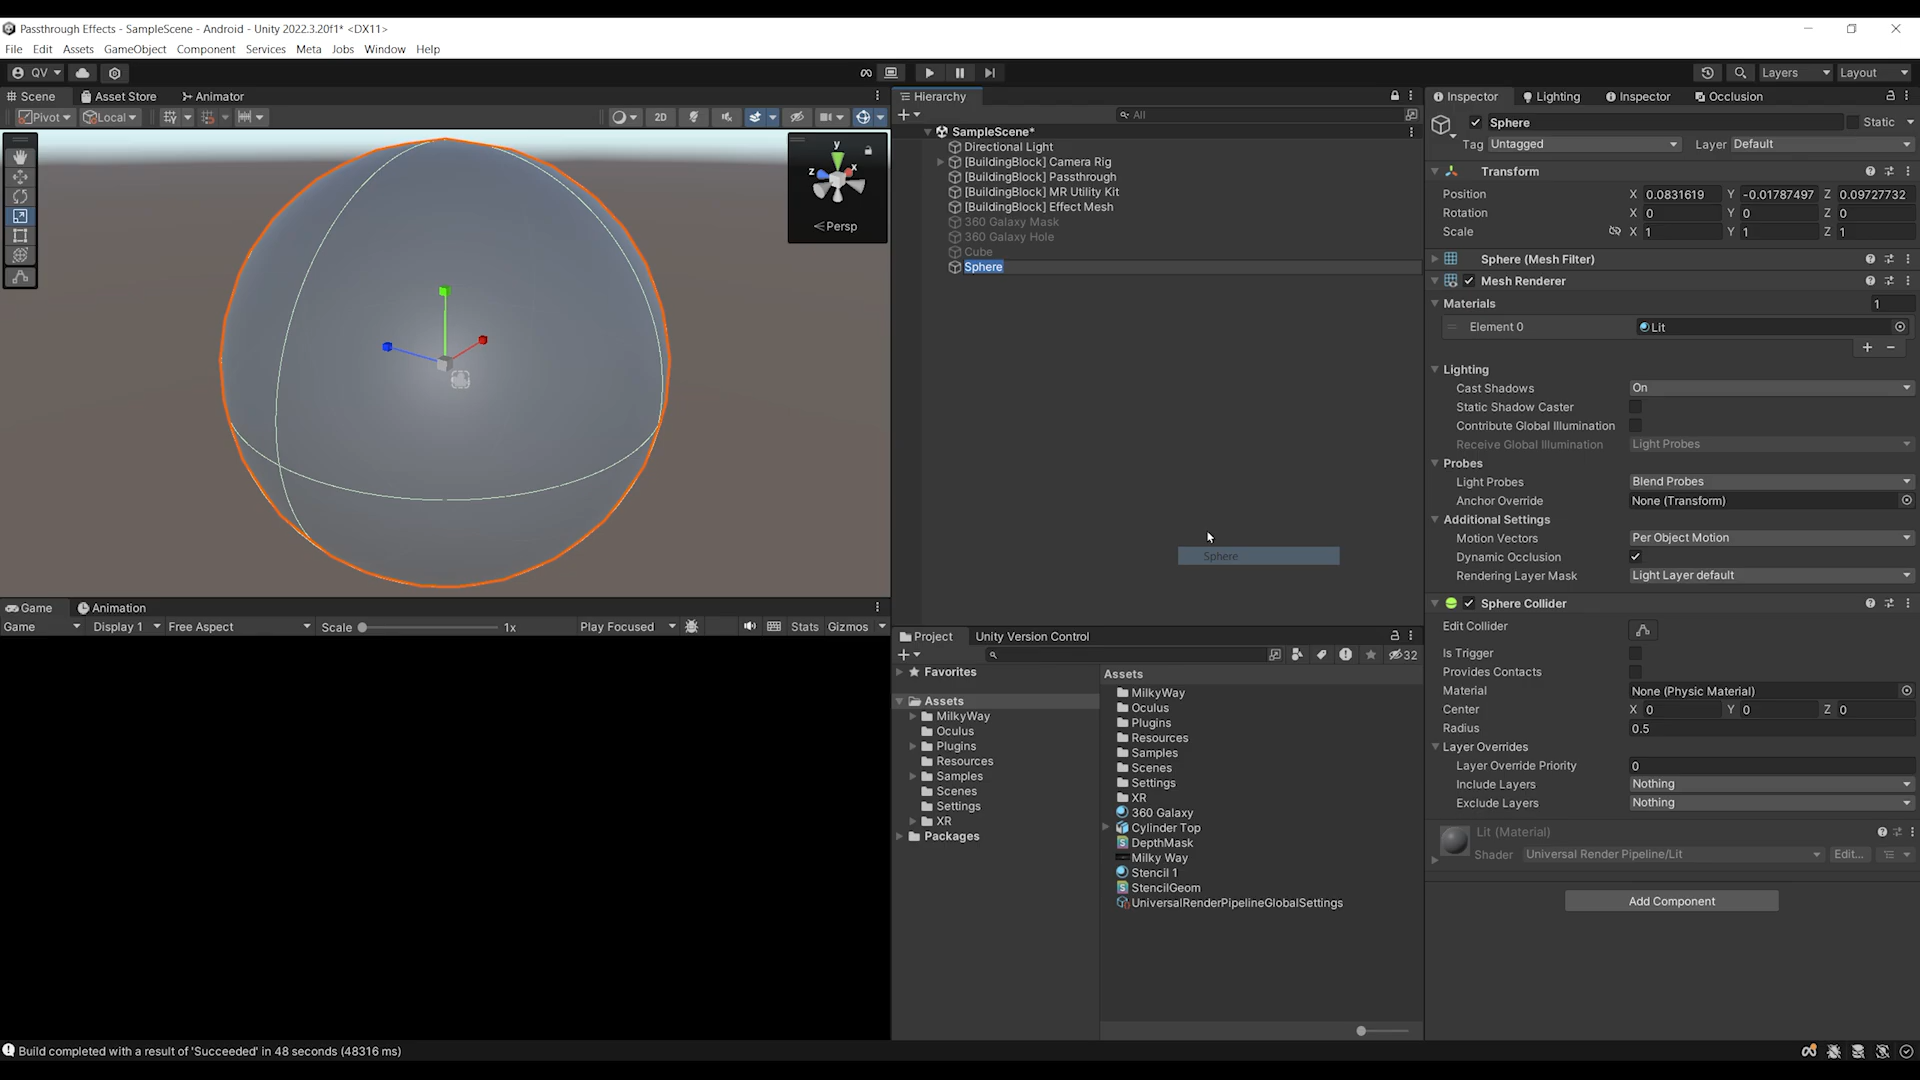 Passthrough Effects - SampleScene - Android - Unity 2022.3.20f1* <DX11>
File Edit Assets GameObject Component Services Meta Jobs Window Help
QV
Layers Layout
Scene Asset Store Animator
Pivot Local 2D
y
x
z
Persp
Game Animation
Game Display 1 Free Aspect Scale 1x Play Focused Stats Gizmos
Hierarchy
All
SampleScene*
Directional Light
[BuildingBlock] Camera Rig
[BuildingBlock] Passthrough
[BuildingBlock] MR Utility Kit
[BuildingBlock] Effect Mesh
360 Galaxy Mask
360 Galaxy Hole
Cube
Sphere
Sphere
Project Unity Version Control
32
Favorites
Assets
MilkyWay
Oculus
Plugins
Resources
Samples
Scenes
Settings
XR
Packages
Assets
MilkyWay
Oculus
Plugins
Resources
Samples
Scenes
Settings
XR
360 Galaxy
Cylinder Top
DepthMask
Milky Way
Stencil 1
StencilGeom
UniversalRenderPipelineGlobalSettings
Inspector Lighting Inspector Occlusion
Sphere Static
Tag Untagged Layer Default
Transform
Position X 0.0831619 Y -0.01787497 Z 0.09727732
Rotation X 0 Y 0 Z 0
Scale X 1 Y 1 Z 1
Sphere (Mesh Filter)
Mesh Renderer
Materials 1
Element 0 Lit
Lighting
Cast Shadows On
Static Shadow Caster
Contribute Global Illumination
Receive Global Illumination Light Probes
Probes
Light Probes Blend Probes
Anchor Override None (Transform)
Additional Settings
Motion Vectors Per Object Motion
Dynamic Occlusion
Rendering Layer Mask Light Layer default
Sphere Collider
Edit Collider
Is Trigger
Provides Contacts
Material None (Physic Material)
Center X 0 Y 0 Z 0
Radius 0.5
Layer Overrides
Layer Override Priority 0
Include Layers Nothing
Exclude Layers Nothing
Lit (Material)
Shader Universal Render Pipeline/Lit Edit...
Add Component
Build completed with a result of 'Succeeded' in 48 seconds (48316 ms)